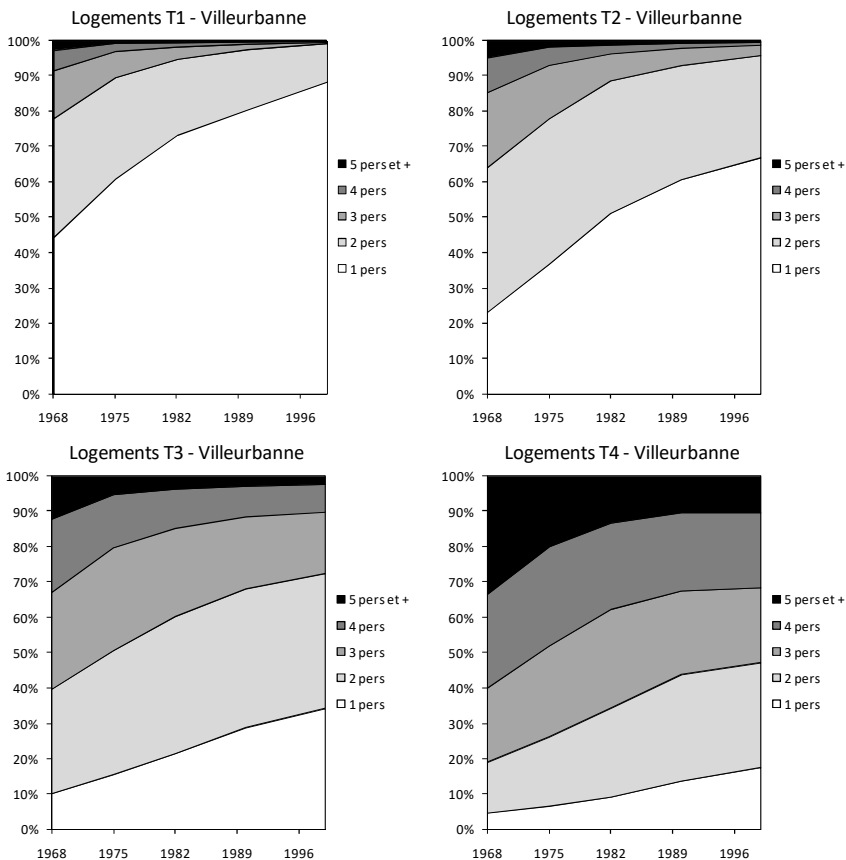 Logements T1 - Villeurbanne
100%
90%
80%
70%
60%
50%
40%
30%
20%
10%
0%
1968 1975 1982 1989 1996
5 pers et +
4 pers
3 pers
2 pers
1 pers
Logements T2 - Villeurbanne
100%
90%
80%
70%
60%
50%
40%
30%
20%
10%
0%
1968 1975 1982 1989 1996
5 pers et +
4 pers
3 pers
2 pers
1 pers
Logements T3 - Villeurbanne
100%
90%
80%
70%
60%
50%
40%
30%
20%
10%
0%
1968 1975 1982 1989 1996
5 pers et +
4 pers
3 pers
2 pers
1 pers
Logements T4 - Villeurbanne
100%
90%
80%
70%
60%
50%
40%
30%
20%
10%
0%
1968 1975 1982 1989 1996
5 pers et +
4 pers
3 pers
2 pers
1 pers